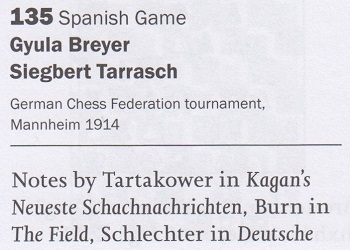 135 Spanish Game
Gyula Breyer
Siegbert Tarrasch
German Chess Federation tournament,
Mannheim 1914
Notes by Tartakower in Kagan's
Neueste Schachnachrichten, Burn in
The Field, Schlechter in Deutsche